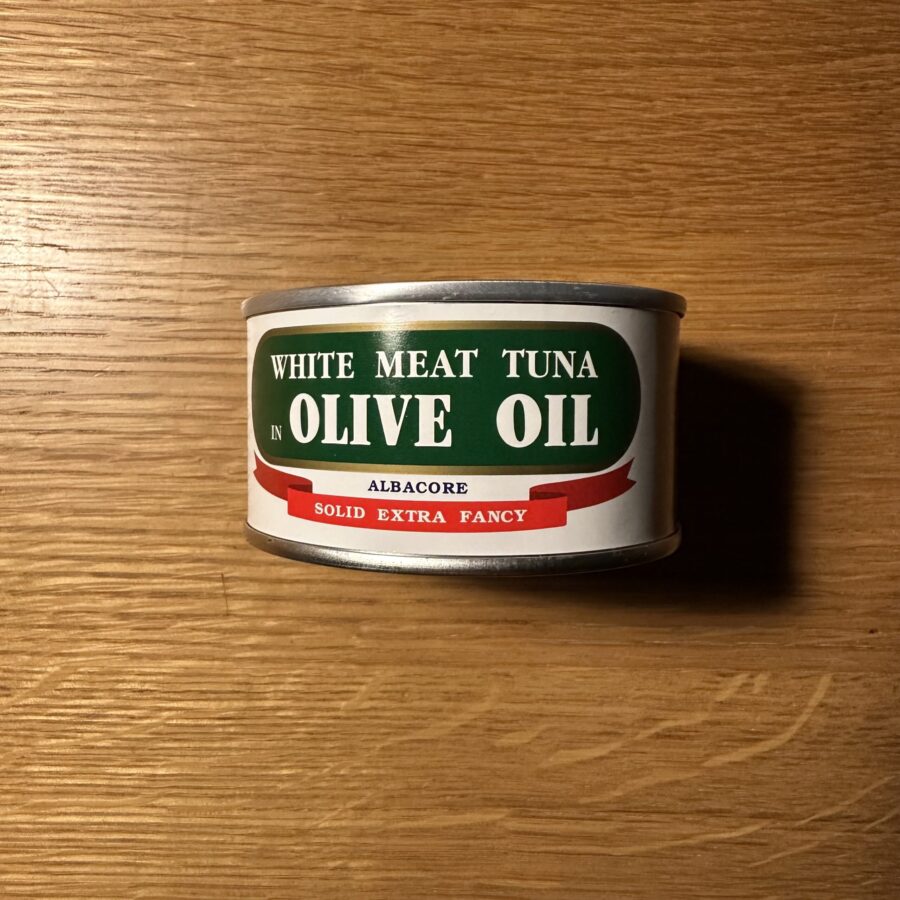 WHITE MEAT TUNA
IN OLIVE OIL
ALBACORE
SOLID EXTRA FANCY